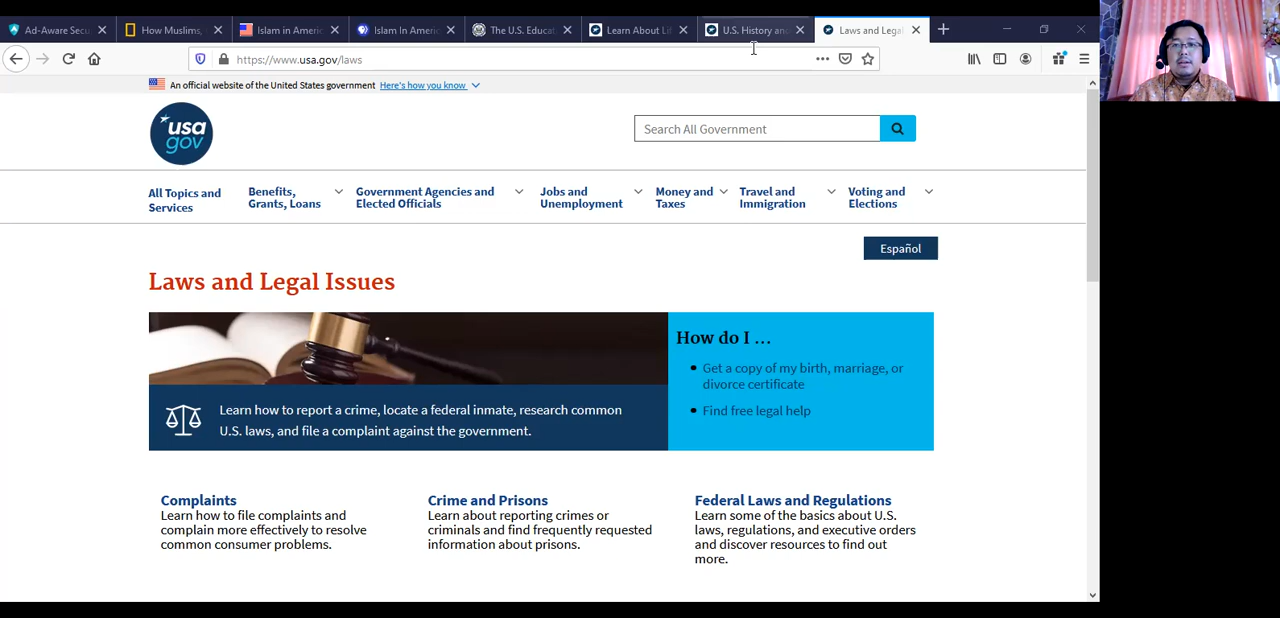 Ad-Aware Secu
How Muslims,
Islam in Americ
Islam In Americ
The U.S. Educat
Learn About Lif
U.S. History and
Laws and Legal
https://www.usa.gov/laws
An official website of the United States government Here's how you know
usa
gov
Search All Government
All Topics and
Services
Benefits,
Grants, Loans
Government Agencies and
Elected Officials
Jobs and
Unemployment
Money and
Taxes
Travel and
Immigration
Voting and
Elections
Español
Laws and Legal Issues
Learn how to report a crime, locate a federal inmate, research common
U.S. laws, and file a complaint against the government.
How do I ...
Get a copy of my birth, marriage, or
divorce certificate
Find free legal help
Complaints
Learn how to file complaints and
complain more effectively to resolve
common consumer problems.
Crime and Prisons
Learn about reporting crimes or
criminals and find frequently requested
information about prisons.
Federal Laws and Regulations
Learn some of the basics about U.S.
laws, regulations, and executive orders
and discover resources to find out
more.